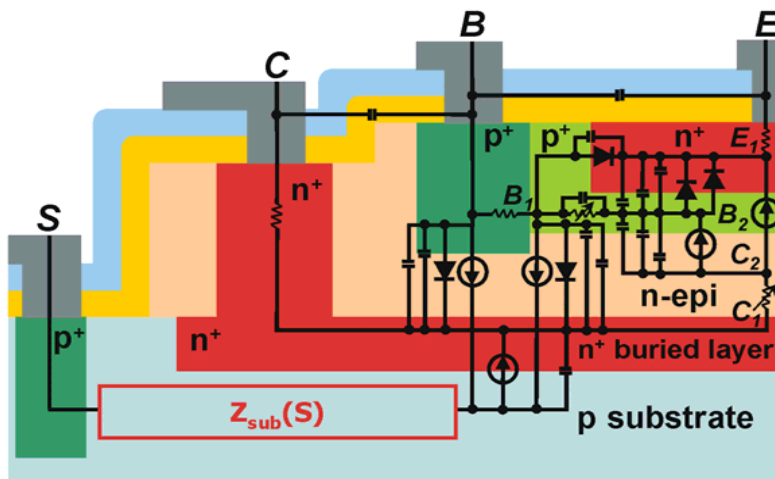 E
B
C
S
p⁺
p⁺
n⁺
E₁
n⁺
B₁
B₂
C₂
n-epi
C₁
p⁺
n⁺
n⁺ buried layer
Z_sub(S)
p substrate